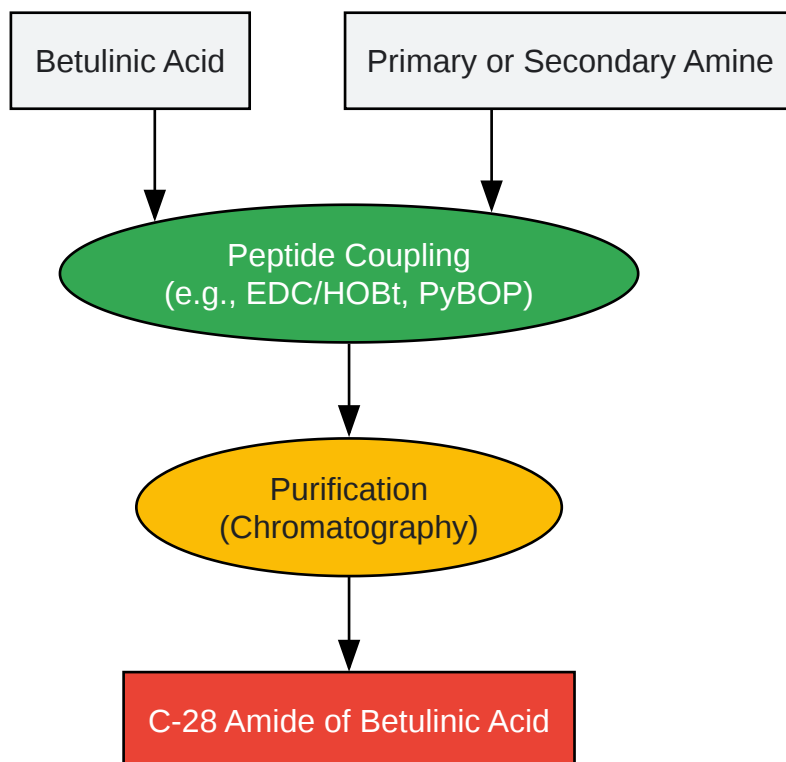 Betulinic Acid
Primary or Secondary Amine
Peptide Coupling
(e.g., EDC/HOBt, PyBOP)
Purification
(Chromatography)
C-28 Amide of Betulinic Acid